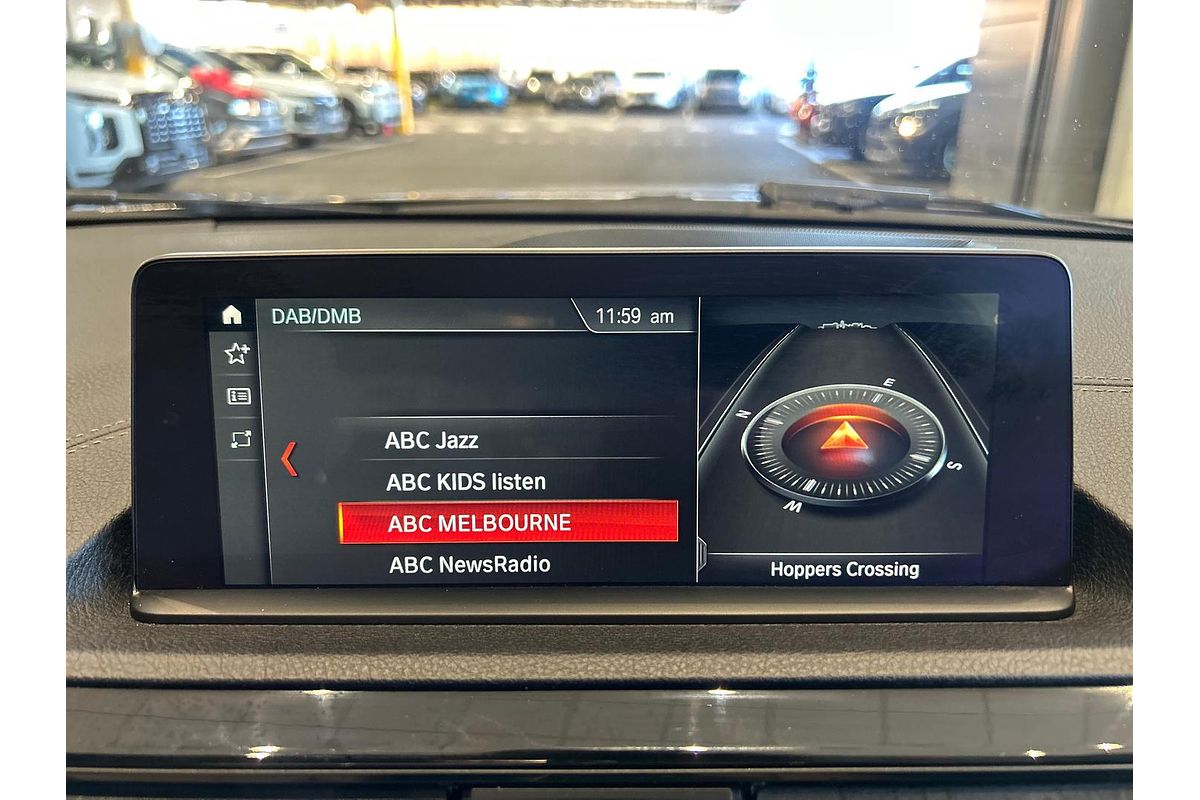 DAB/DMB
11:59 am
ABC Jazz
ABC KIDS listen
ABC MELBOURNE
ABC NewsRadio
N
E
S
W
Hoppers Crossing